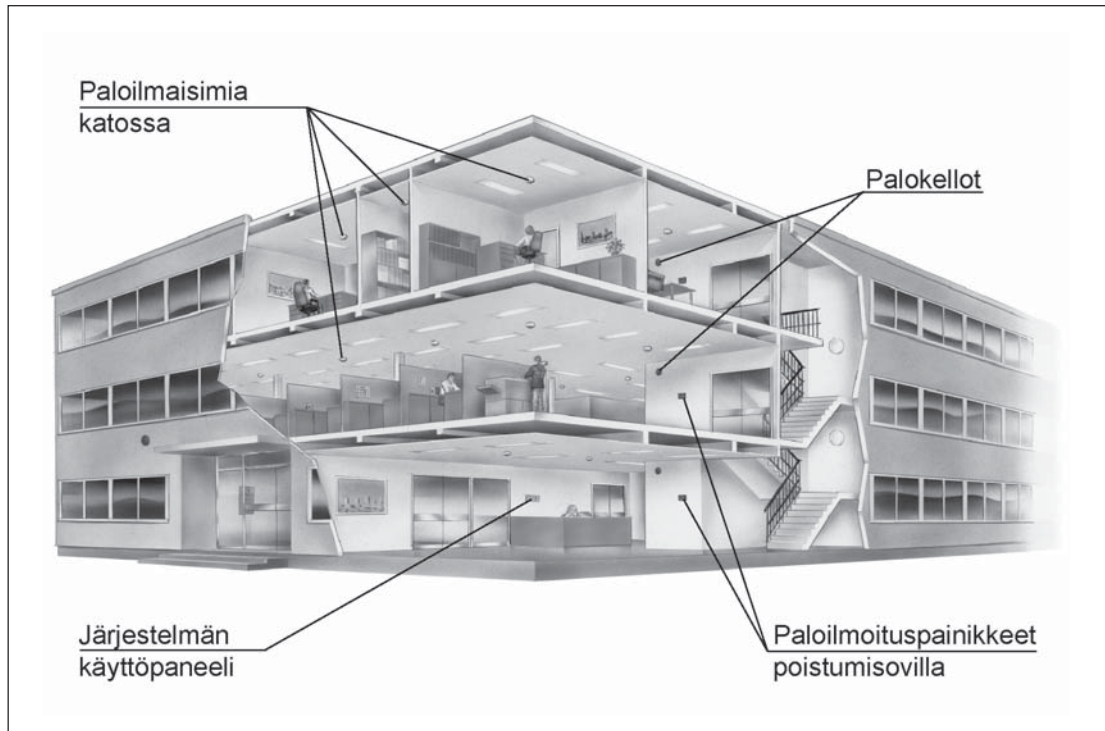 Paloilmaisimia
katossa
Palokellot
Järjestelmän
käyttöpaneeli
Paloilmoituspainikkeet
poistumisovilla